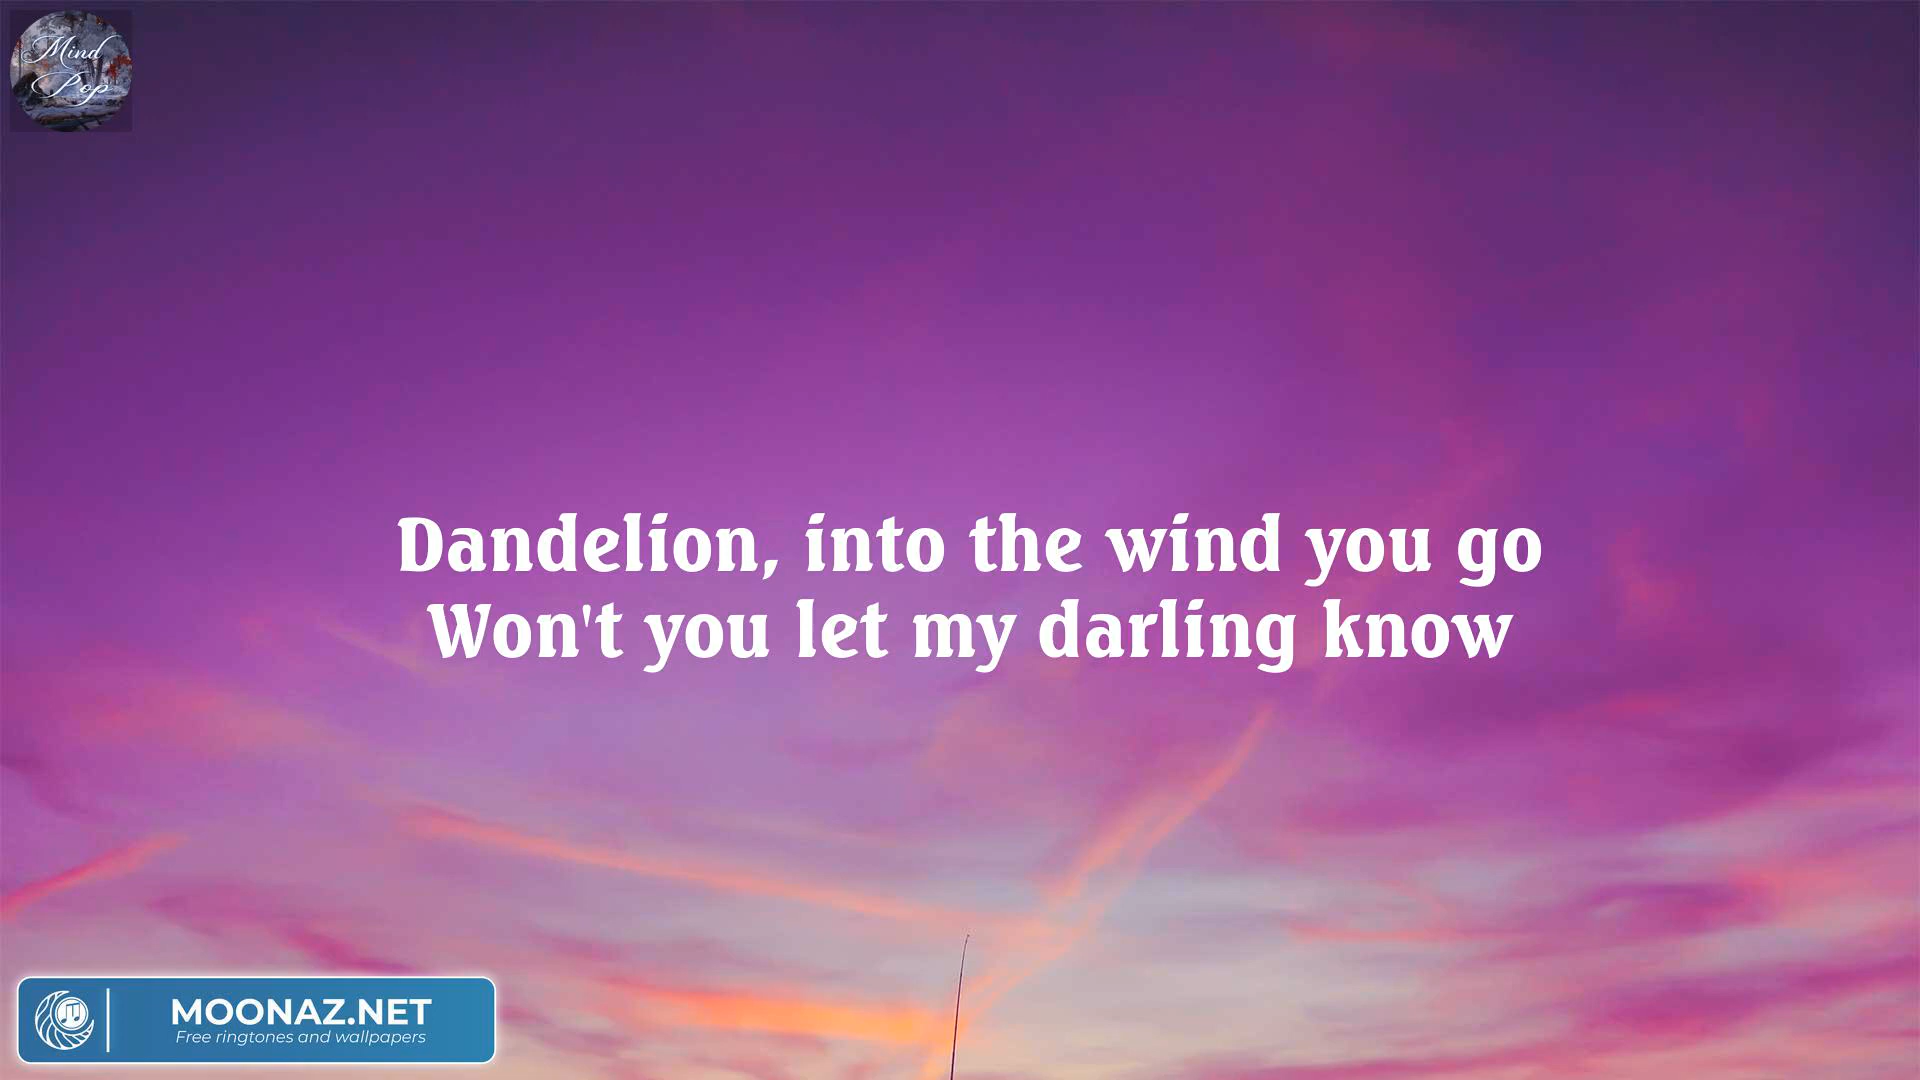 Mind
Pop
Dandelion, into the wind you go
Won't you let my darling know
MOONAZ.NET
Free ringtones and wallpapers